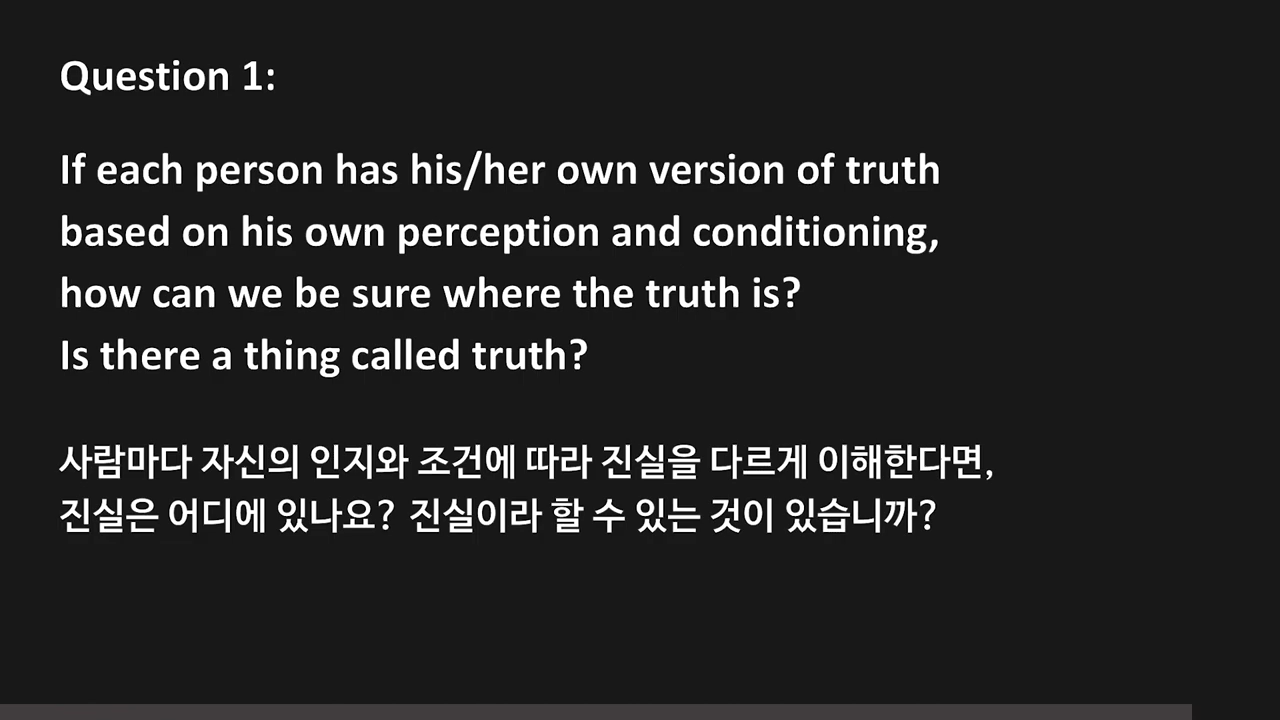 Question 1:
If each person has his/her own version of truth
based on his own perception and conditioning,
how can we be sure where the truth is?
Is there a thing called truth?
사람마다 자신의 인지와 조건에 따라 진실을 다르게 이해한다면,
진실은 어디에 있나요? 진실이라 할 수 있는 것이 있습니까?